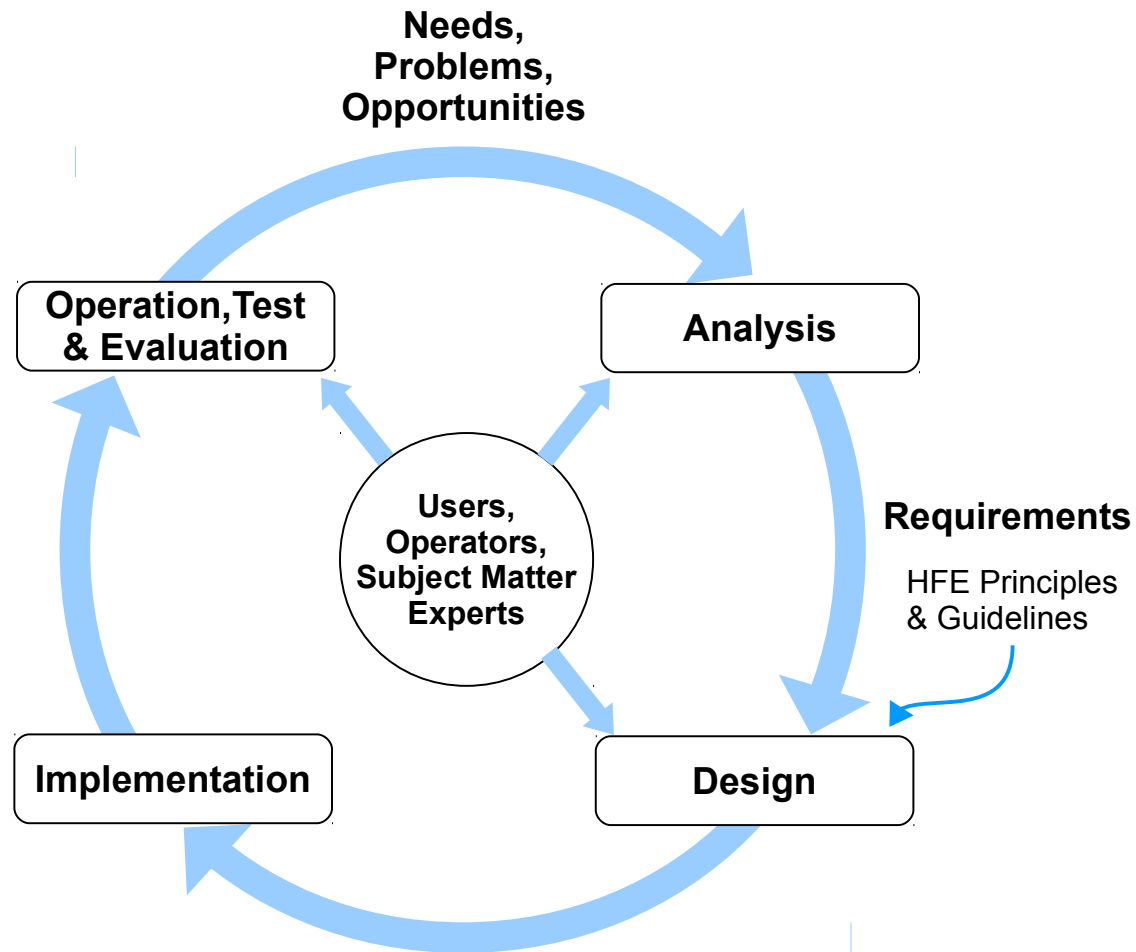 Needs,
Problems,
Opportunities
Operation,Test
& Evaluation
Analysis
Users,
Operators,
Subject Matter
Experts
Requirements
HFE Principles
& Guidelines
Implementation
Design